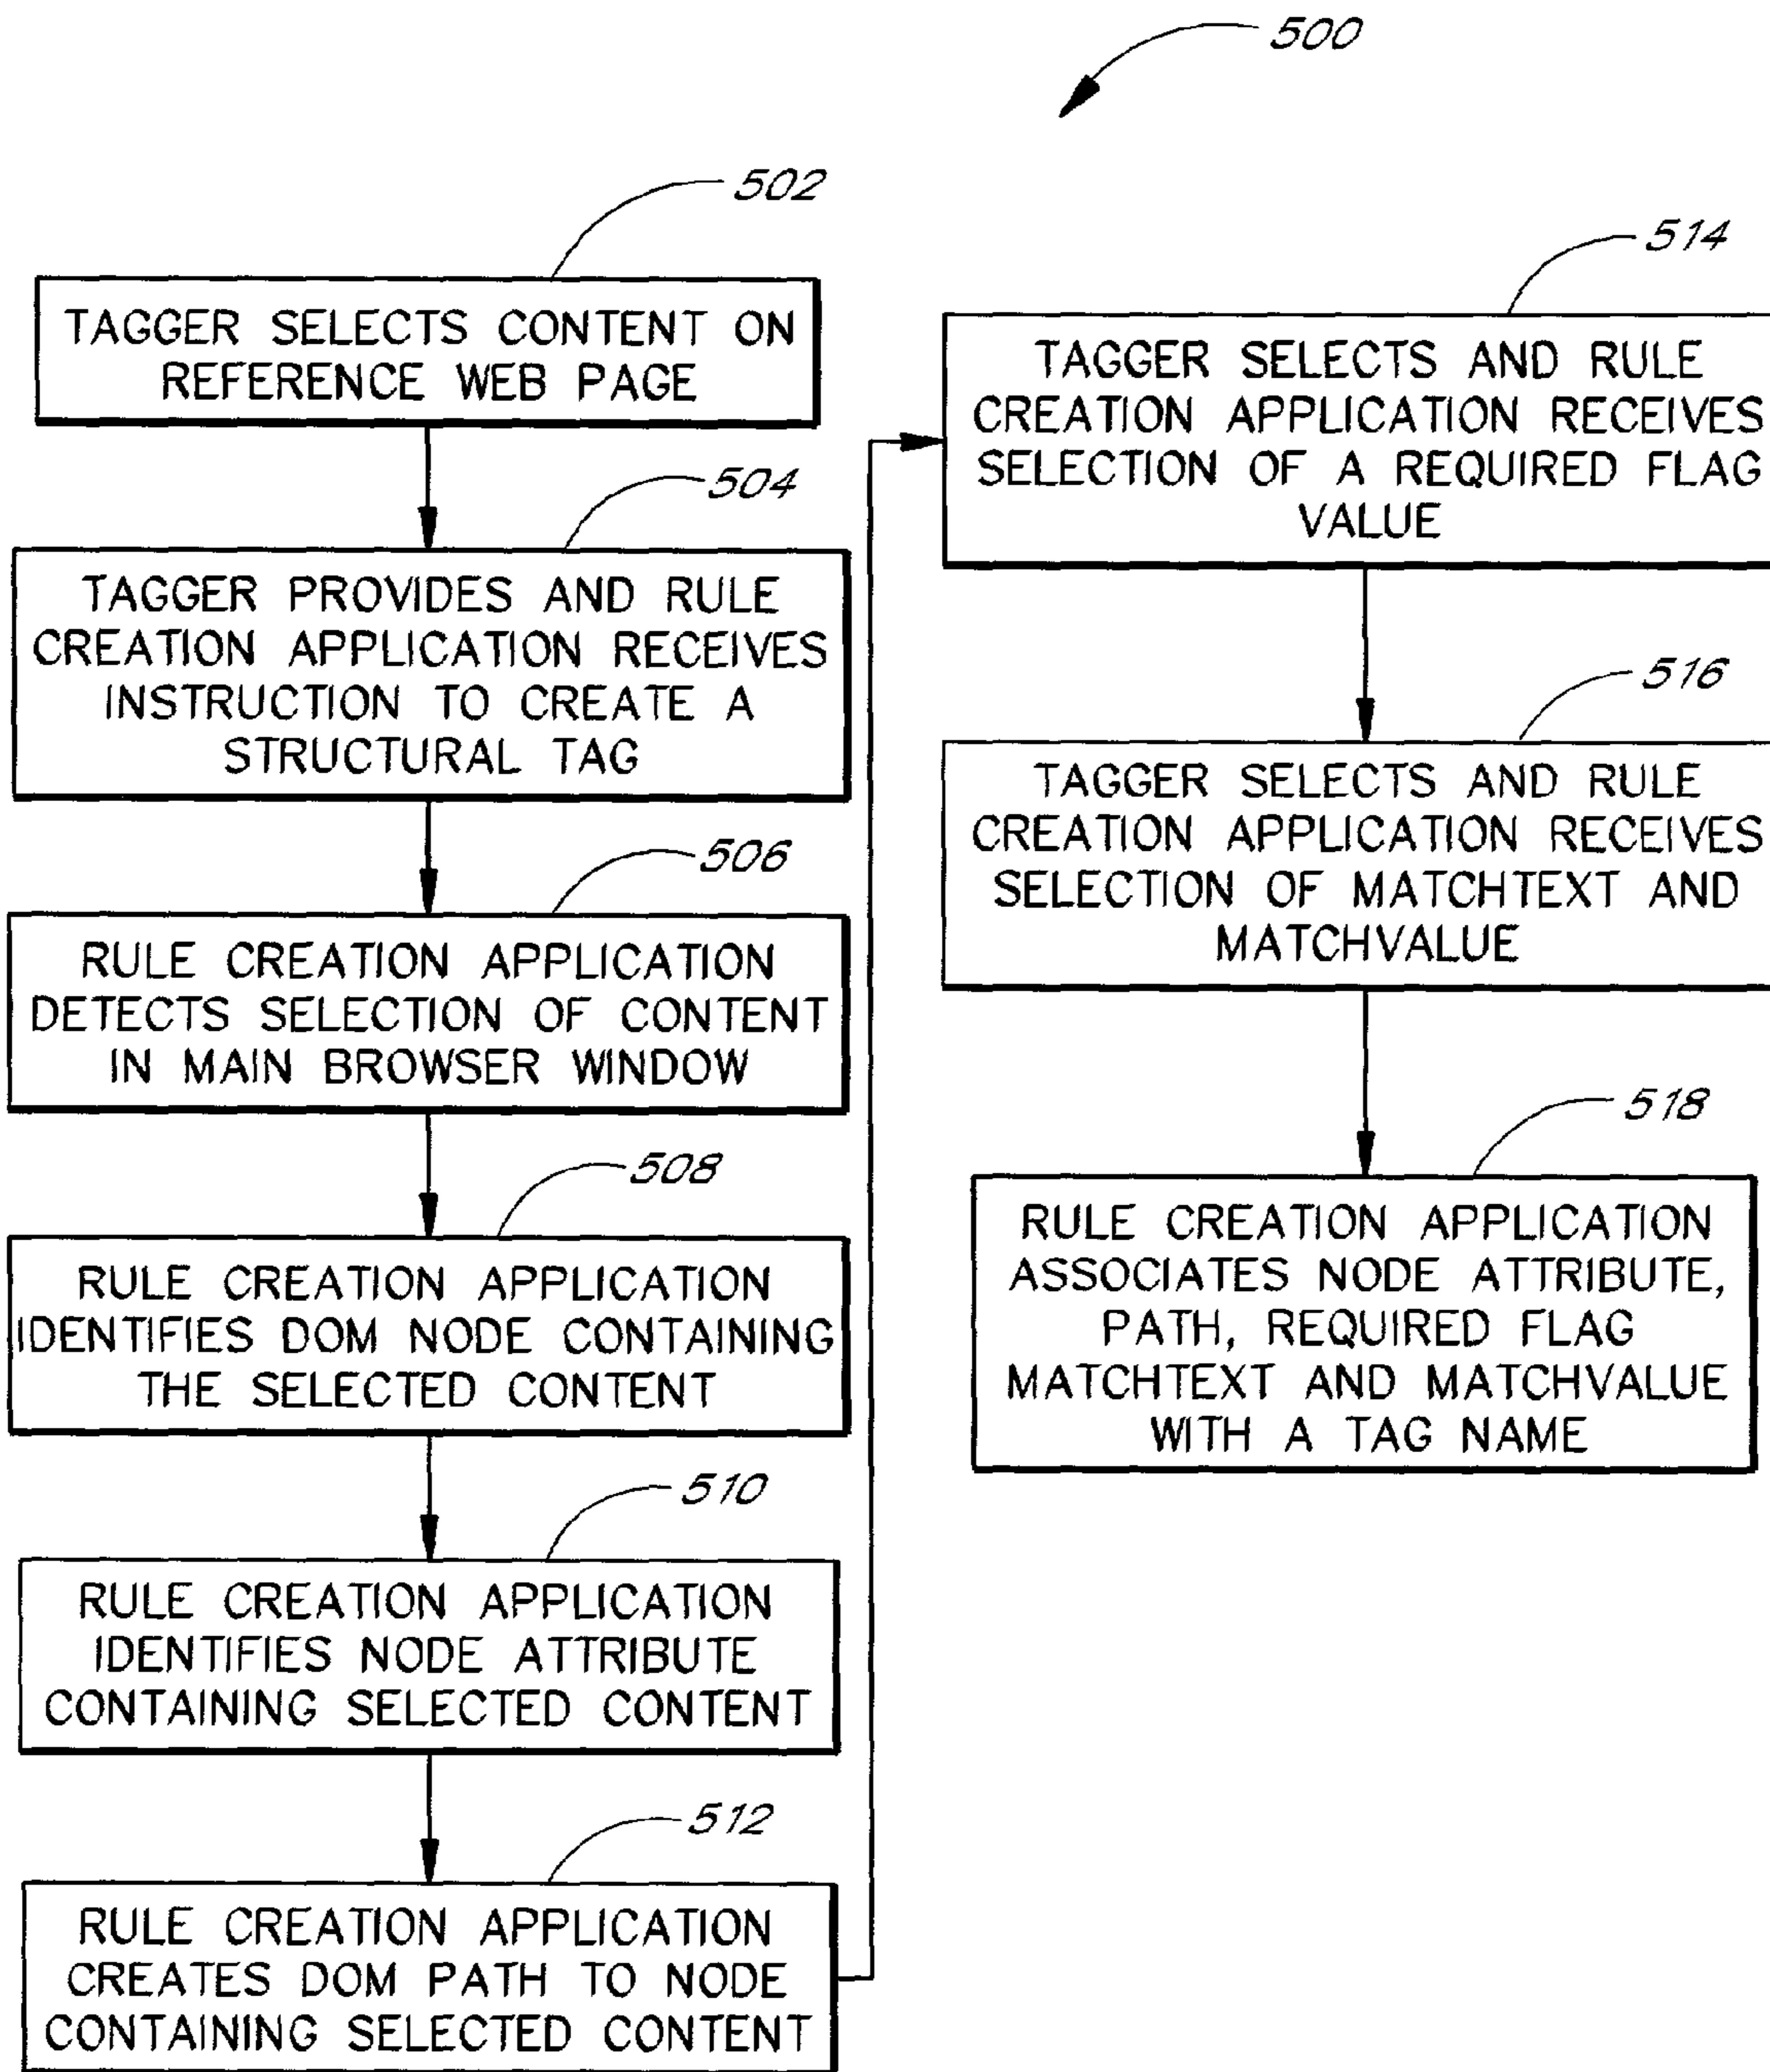 500
502
TAGGER SELECTS CONTENT ON
REFERENCE WEB PAGE
504
TAGGER PROVIDES AND RULE
CREATION APPLICATION RECEIVES
INSTRUCTION TO CREATE A
STRUCTURAL TAG
506
RULE CREATION APPLICATION
DETECTS SELECTION OF CONTENT
IN MAIN BROWSER WINDOW
508
RULE CREATION APPLICATION
IDENTIFIES DOM NODE CONTAINING
THE SELECTED CONTENT
510
RULE CREATION APPLICATION
IDENTIFIES NODE ATTRIBUTE
CONTAINING SELECTED CONTENT
512
RULE CREATION APPLICATION
CREATES DOM PATH TO NODE
CONTAINING SELECTED CONTENT
514
TAGGER SELECTS AND RULE
CREATION APPLICATION RECEIVES
SELECTION OF A REQUIRED FLAG
VALUE
516
TAGGER SELECTS AND RULE
CREATION APPLICATION RECEIVES
SELECTION OF MATCHTEXT AND
MATCHVALUE
518
RULE CREATION APPLICATION
ASSOCIATES NODE ATTRIBUTE,
PATH, REQUIRED FLAG
MATCHTEXT AND MATCHVALUE
WITH A TAG NAME